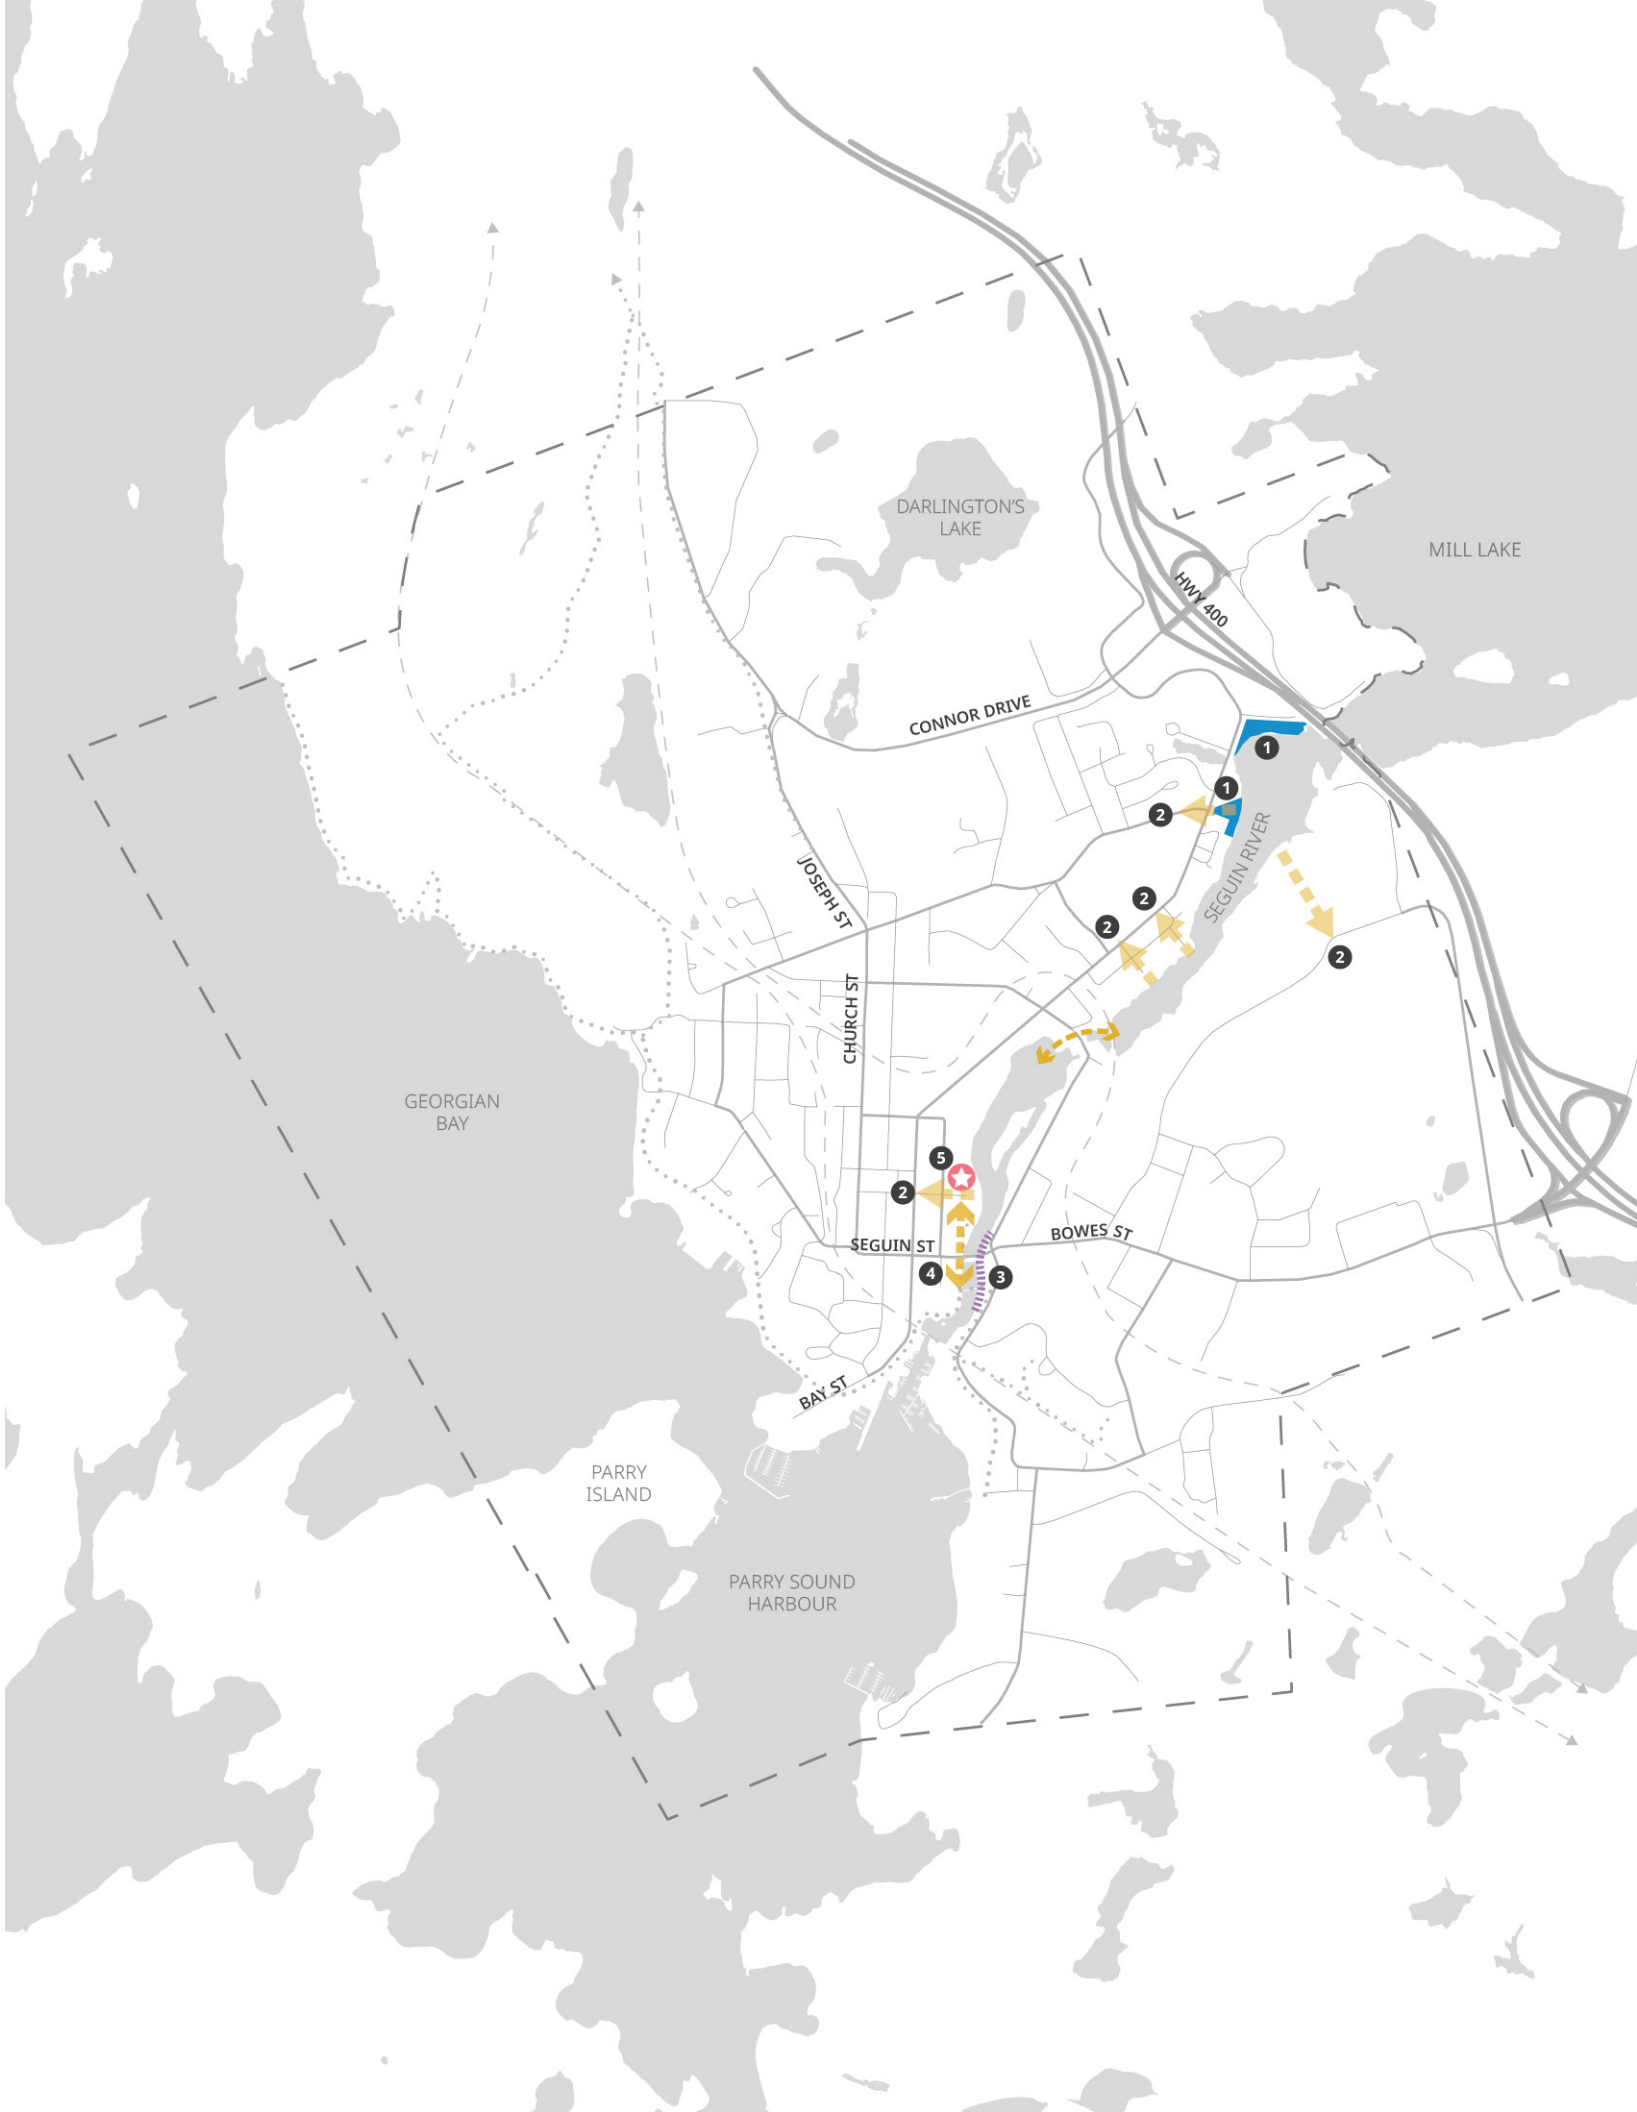 DARLINGTON'S
LAKE
MILL LAKE
HWY 400
CONNOR DRIVE
1
1
2
SEGUIN RIVER
JOSEPH ST
2
2
2
CHURCH ST
GEORGIAN
BAY
5
2
BOWES ST
SEGUIN ST
4
3
BAY ST
PARRY
ISLAND
PARRY SOUND
HARBOUR